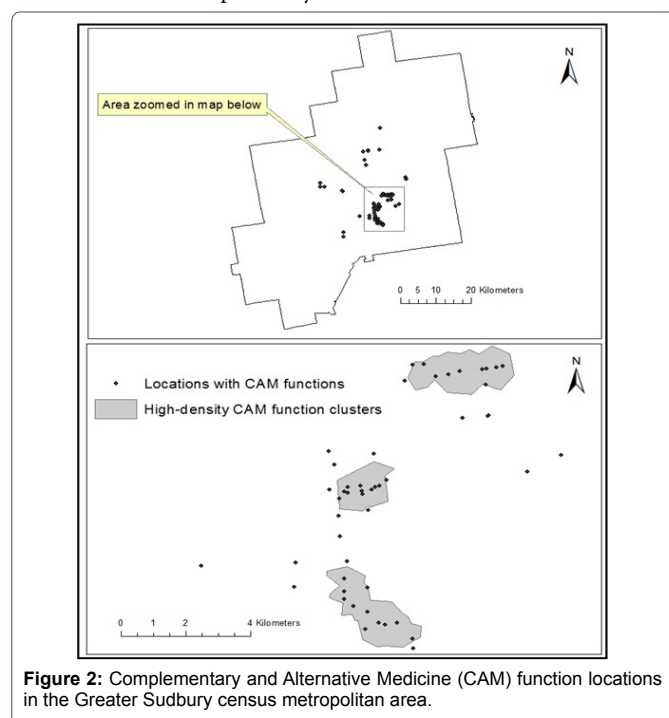 N
Area zoomed in map below
0 5 10 20 Kilometers
N
Locations with CAM functions
High-density CAM function clusters
0 1 2 4 Kilometers
Figure 2: Complementary and Alternative Medicine (CAM) function locations
in the Greater Sudbury census metropolitan area.